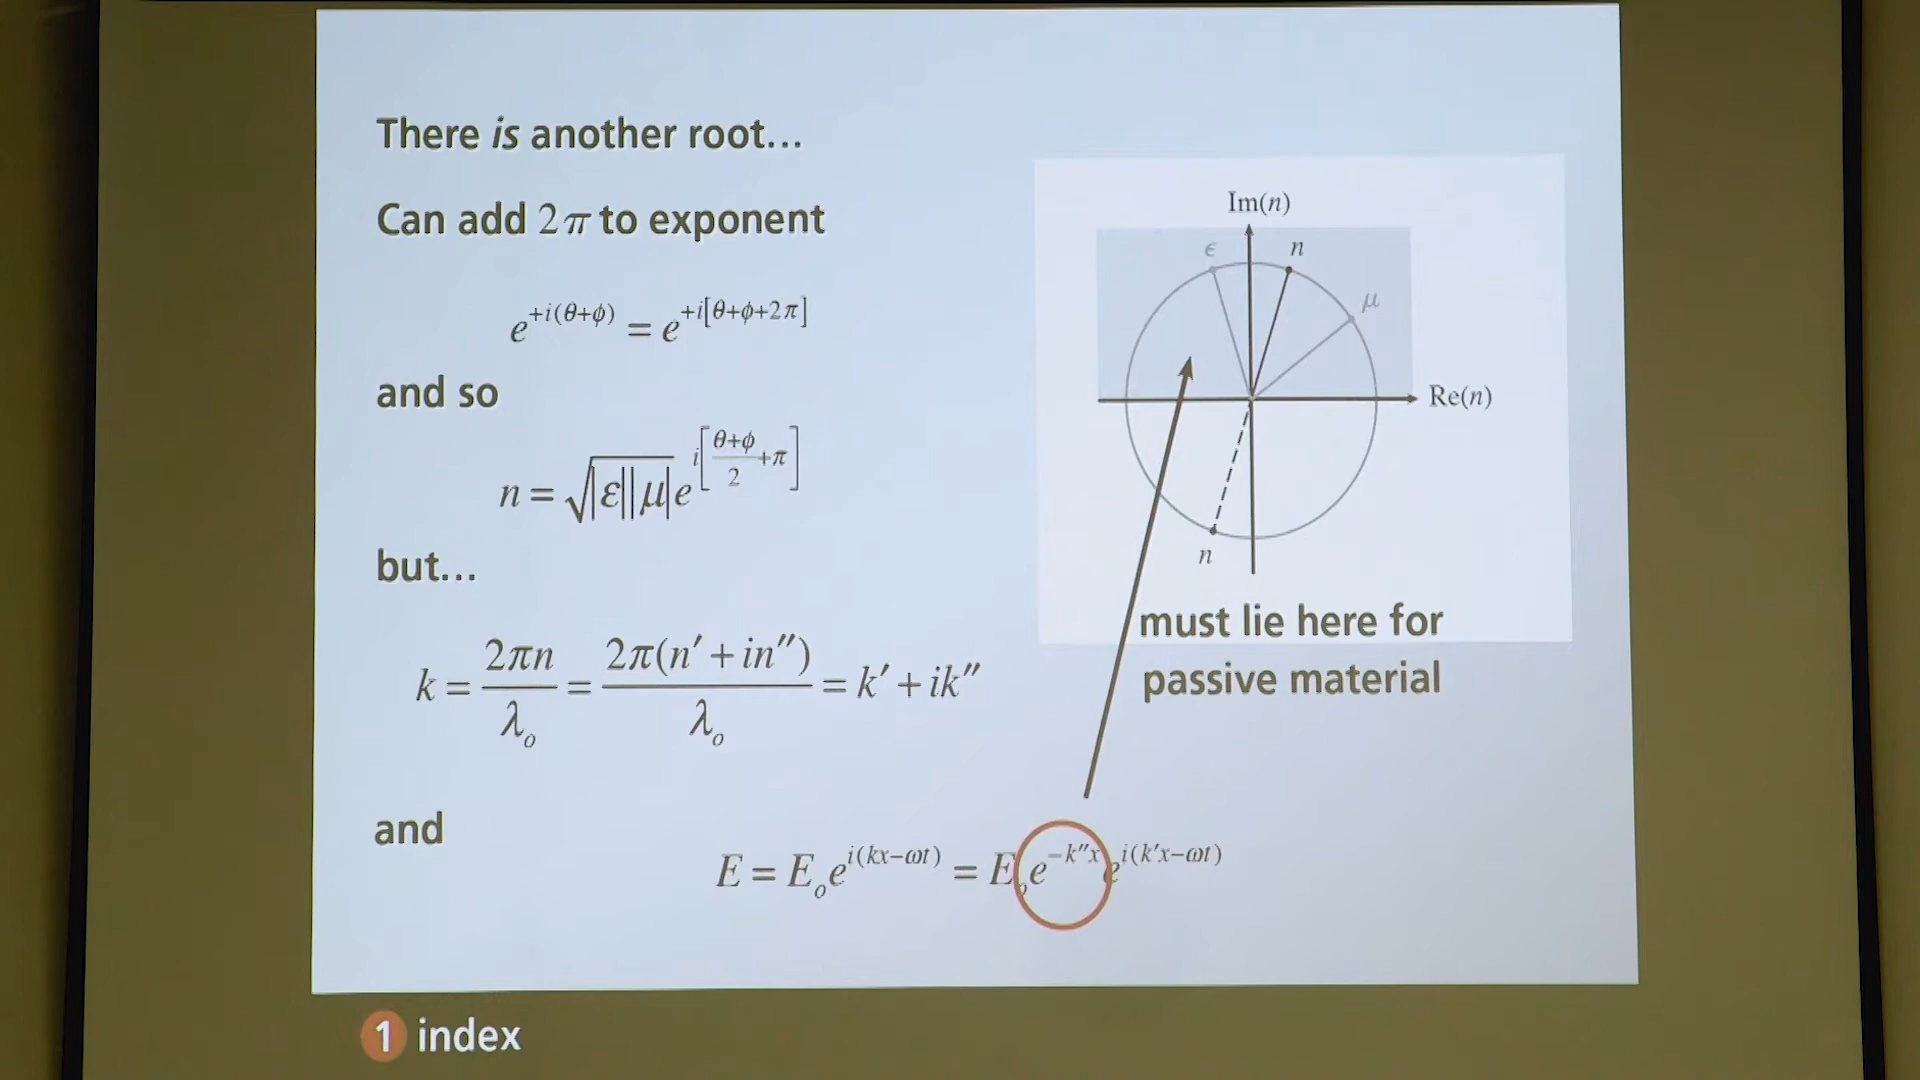 There is another root…
Can add 2π to exponent
e^{+i(θ+ϕ)} = e^{+i[θ+ϕ+2π]}
and so
n = √|ε||μ| e^{i[(θ+ϕ)/2 + π]}
but…
k = 2πn/λ_o = 2π(n′ + in″)/λ_o = k′ + ik″
and
E = E_o e^{i(kx−ωt)} = E_o e^{−k″x} e^{i(k′x−ωt)}
Im(n)
ϵ
n
μ
Re(n)
n
must lie here for
passive material
1 index